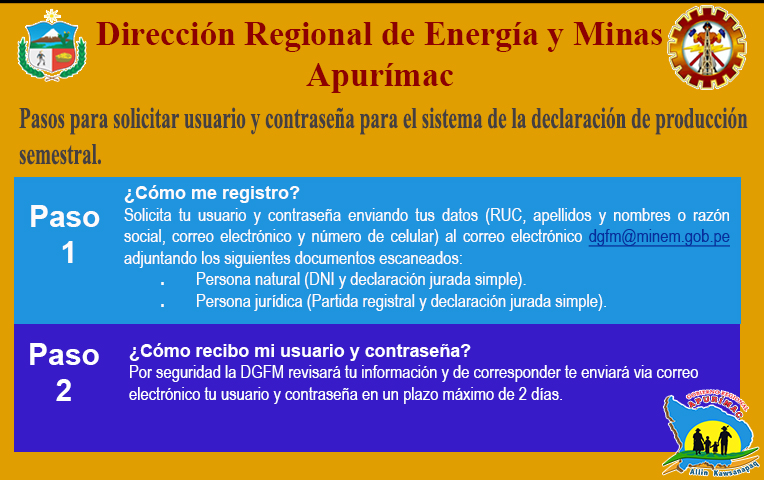 Dirección Regional de Energía y Minas
Apurímac
Pasos para solicitar usuario y contraseña para el sistema de la declaración de producción
semestral.
Paso
1
¿Cómo me registro?
Solicita tu usuario y contraseña enviando tus datos (RUC, apellidos y nombres o razón
social, correo electrónico y número de celular) al correo electrónico dgfm@minem.gob.pe
adjuntando los siguientes documentos escaneados:
• Persona natural (DNI y declaración jurada simple).
• Persona jurídica (Partida registral y declaración jurada simple).
Paso
2
¿Cómo recibo mi usuario y contraseña?
Por seguridad la DGFM revisará tu información y de corresponder te enviará via correo
electrónico tu usuario y contraseña en un plazo máximo de 2 días.
GOBIERNO REGIONAL
APURIMAC
Allin Kawsanapaq